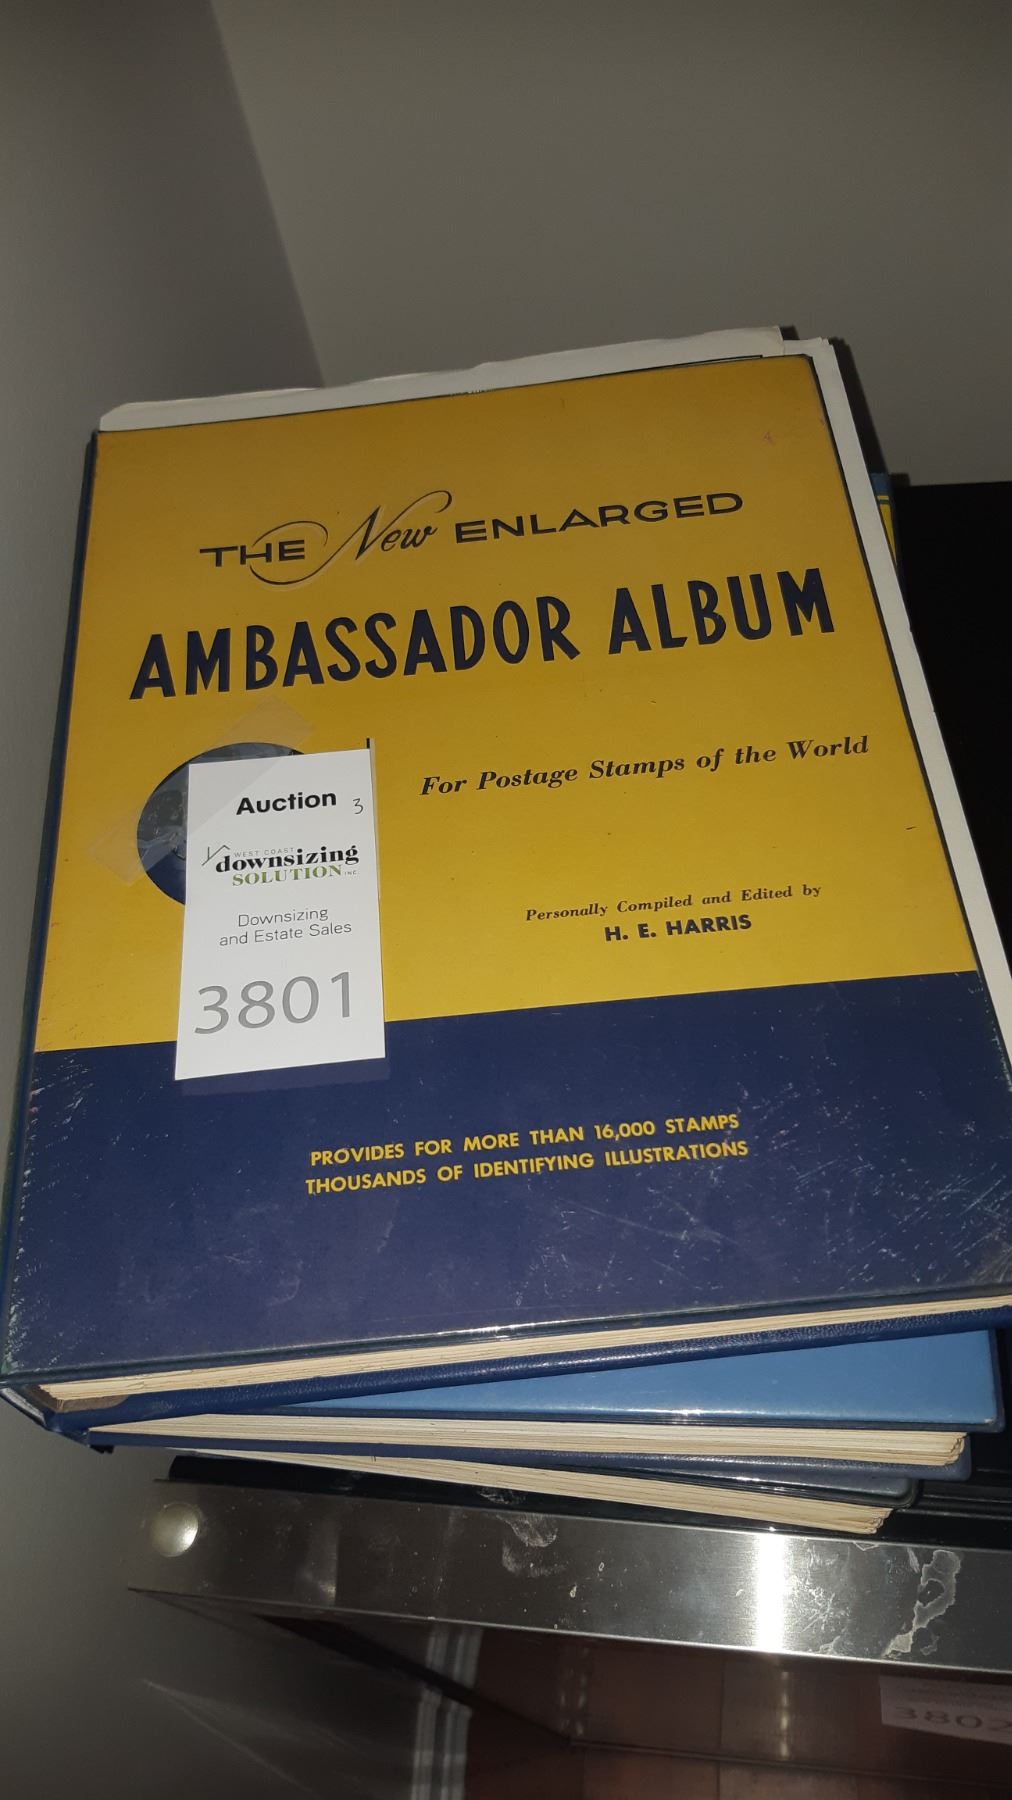 THE New ENLARGED
AMBASSADOR ALBUM
For Postage Stamps of the World
Auction 3
WEST COAST
downsizing
SOLUTION INC.
Downsizing
and Estate Sales
3801
Personally Compiled and Edited by
H. E. HARRIS
PROVIDES FOR MORE THAN 16,000 STAMPS
THOUSANDS OF IDENTIFYING ILLUSTRATIONS
3802